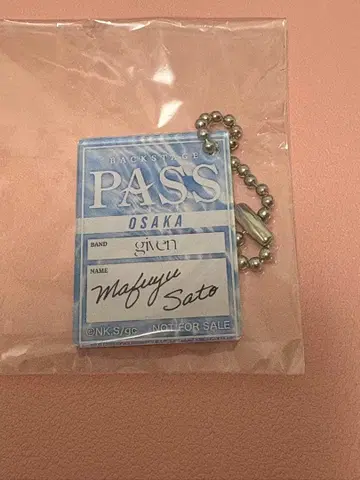 BACKSTAGE
PASS
OSAKA
BAND given
NAME
Mafuyu
Sato
©NK,S/gc NOT FOR SALE